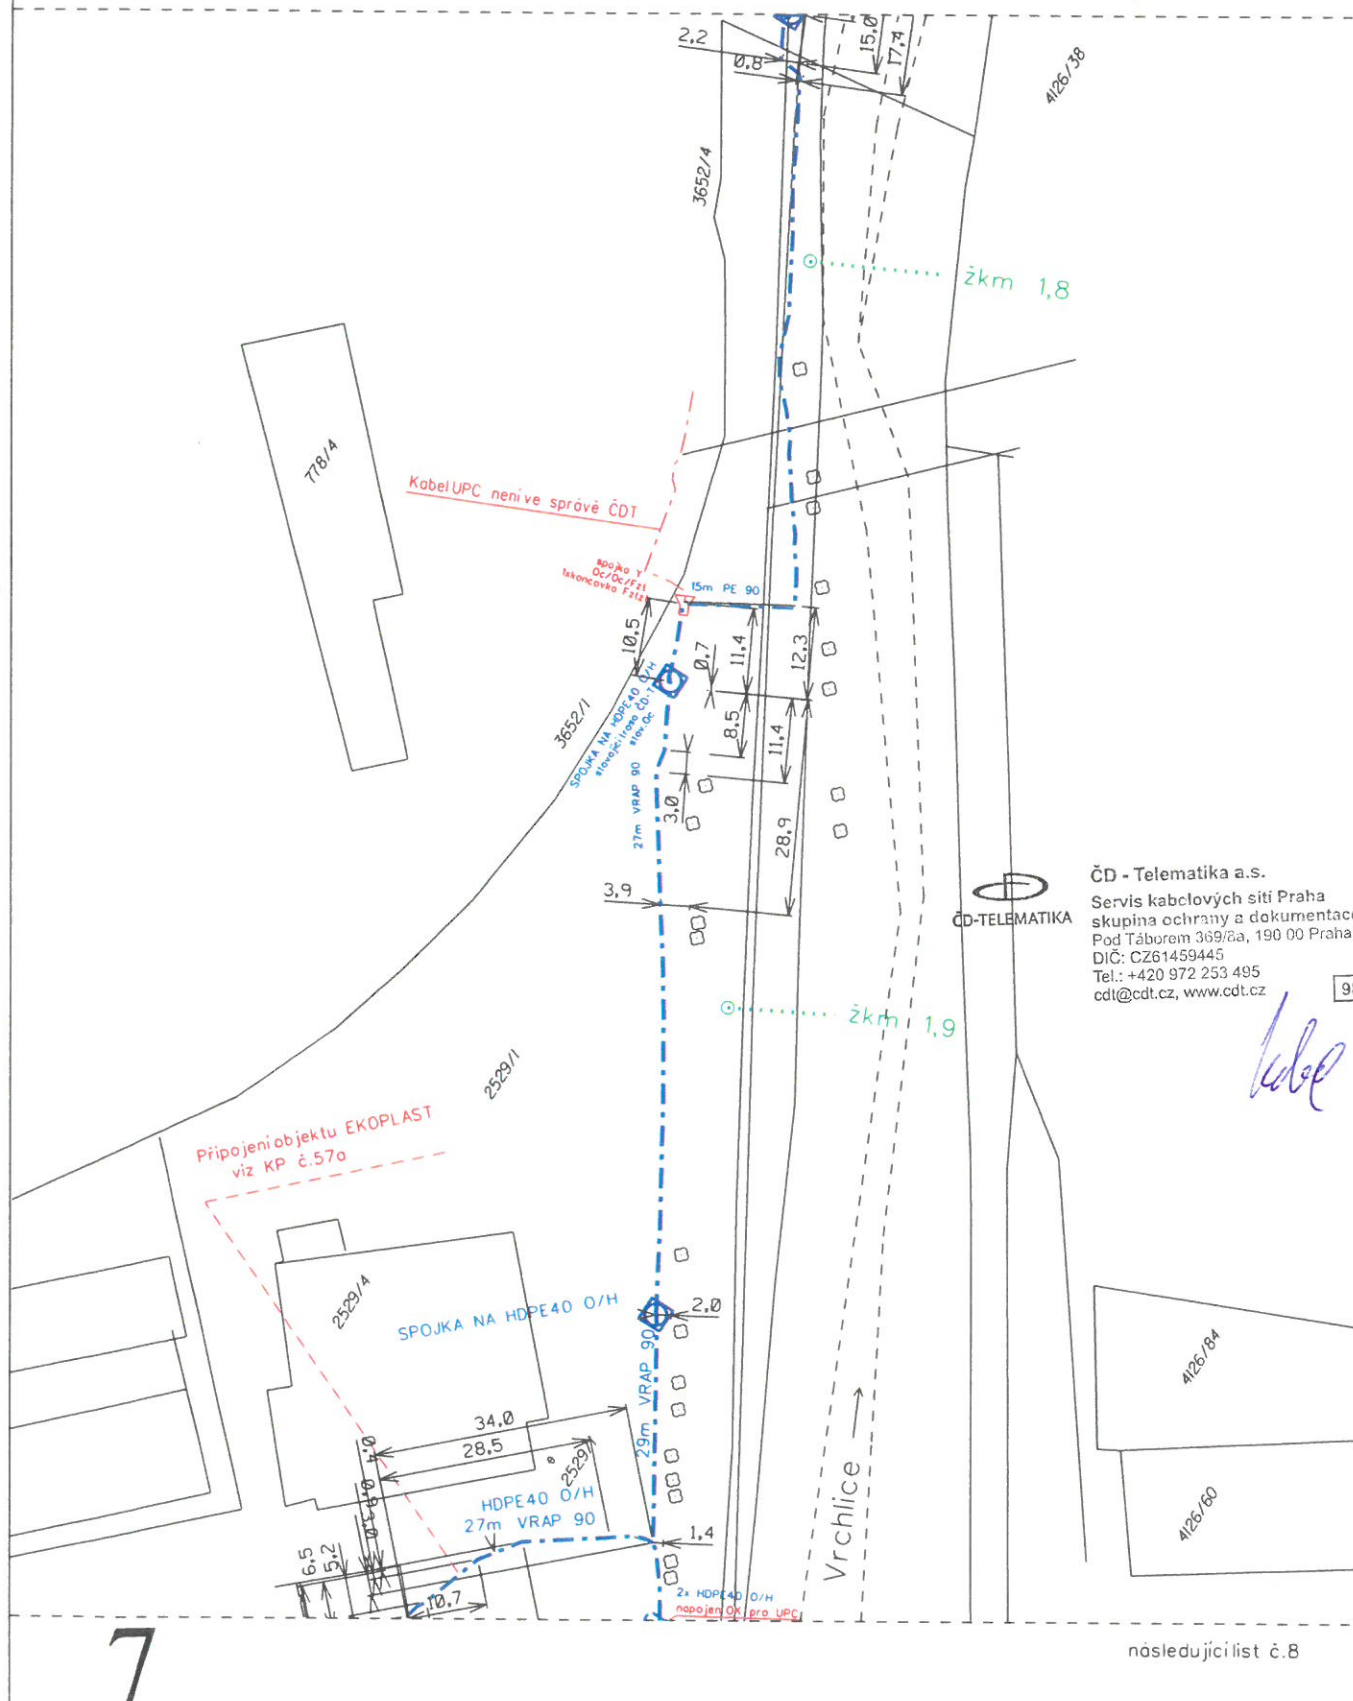 2,2
0,8
15,0
17,4
4126/38
3652/4
žkm 1,8
778/4
Kabel UPC není ve správě ČDT
spojka Y
Oc/Oc/Fzl
15m PE 90
10,5
0,7
11,4
12,3
SPOJKA NA HDPE40 O/H
3652/1
8,5
11,4
27m VRAP 90
3,0
28,9
3,9
ČD-TELEMATIKA
ČD - Telematika a.s.
Servis kabelových sítí Praha
skupina ochrany a dokumentace
Pod Táborem 369/8a, 190 00 Praha
DIČ: CZ61459445
Tel.: +420 972 253 495
cdt@cdt.cz, www.cdt.cz
žkm 1,9
2529/1
Připojení objektu EKOPLAST
viz KP č.57a
2529/4
SPOJKA NA HDPE40 O/H
2,0
29m VRAP 90
4126/84
34,0
28,5
0,4
0,9
3,0
2529/
HDPE40 O/H
27m VRAP 90
1,4
6,5
5,2
10,7
Vrchlice
4126/60
2x HDPE40 O/H
napojen OK pro UPC
7
následující list č.8